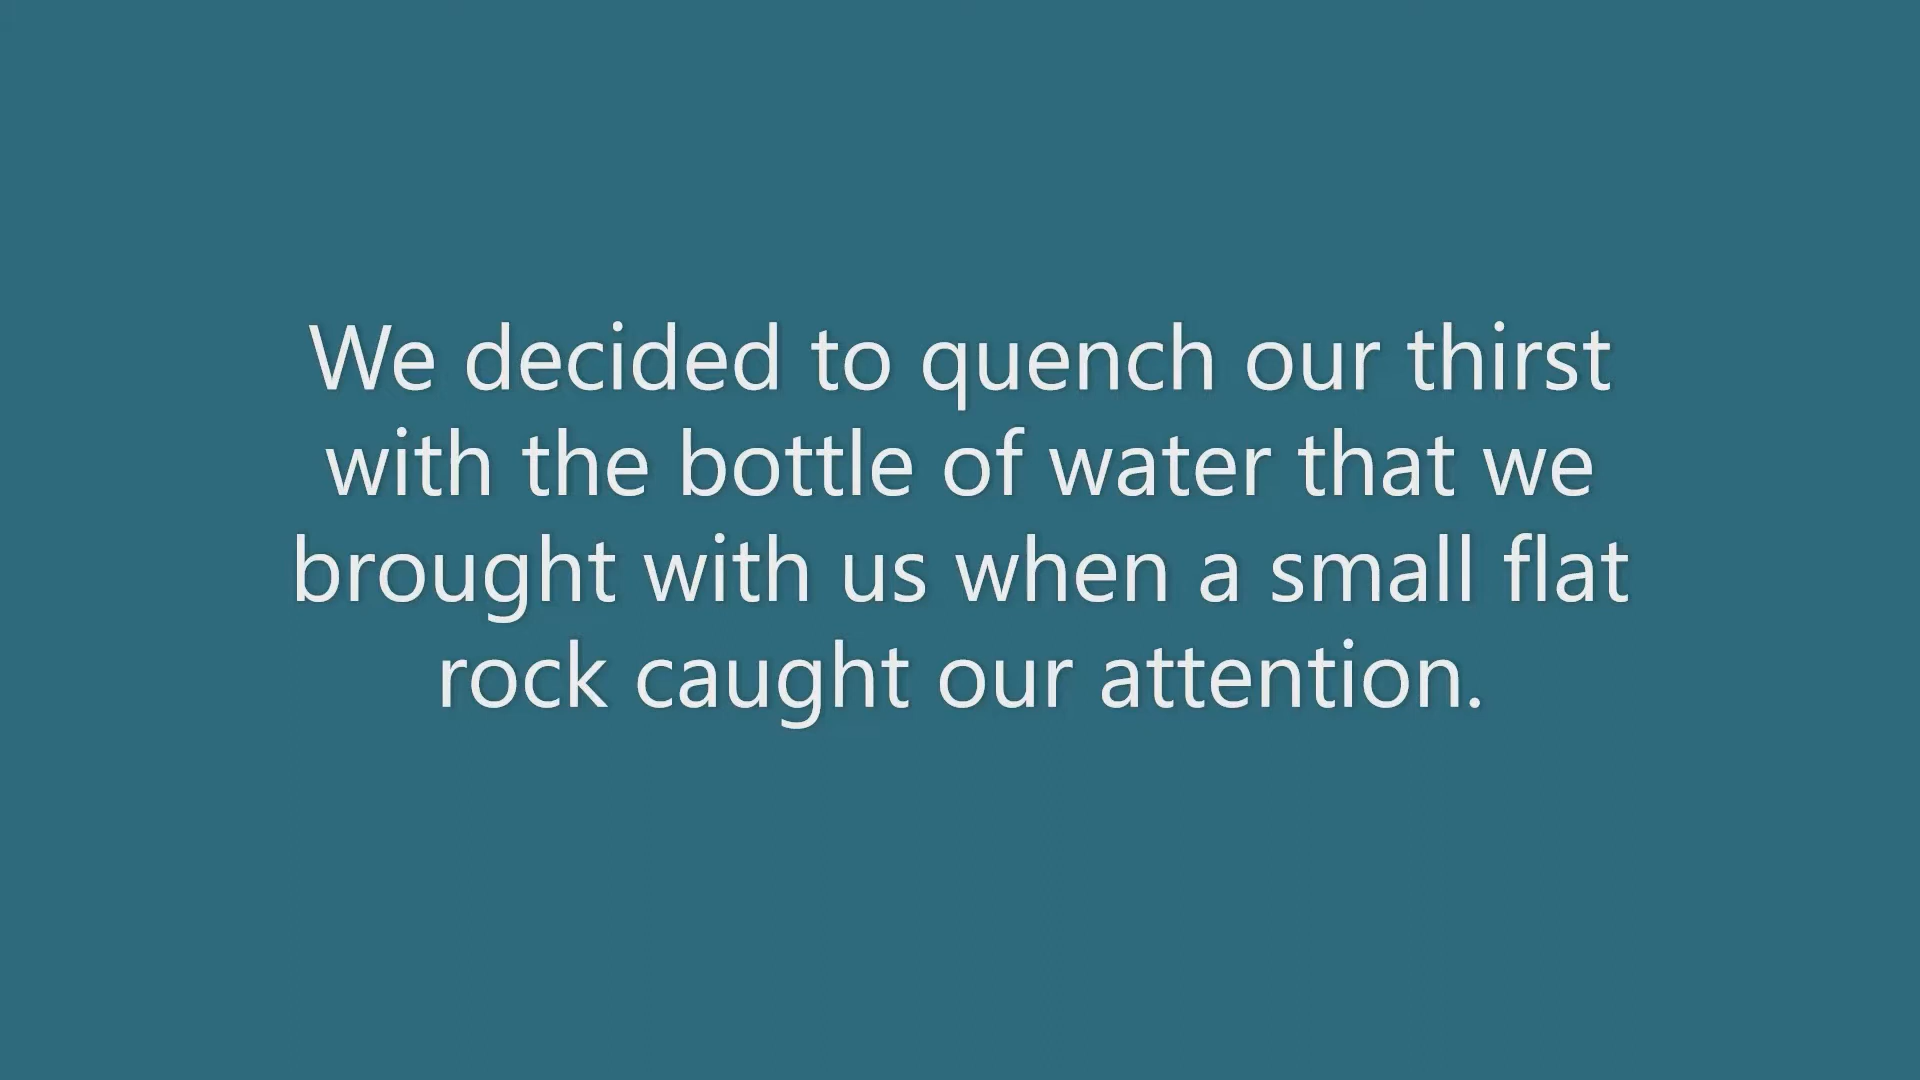 We decided to quench our thirst
with the bottle of water that we
brought with us when a small flat
rock caught our attention.